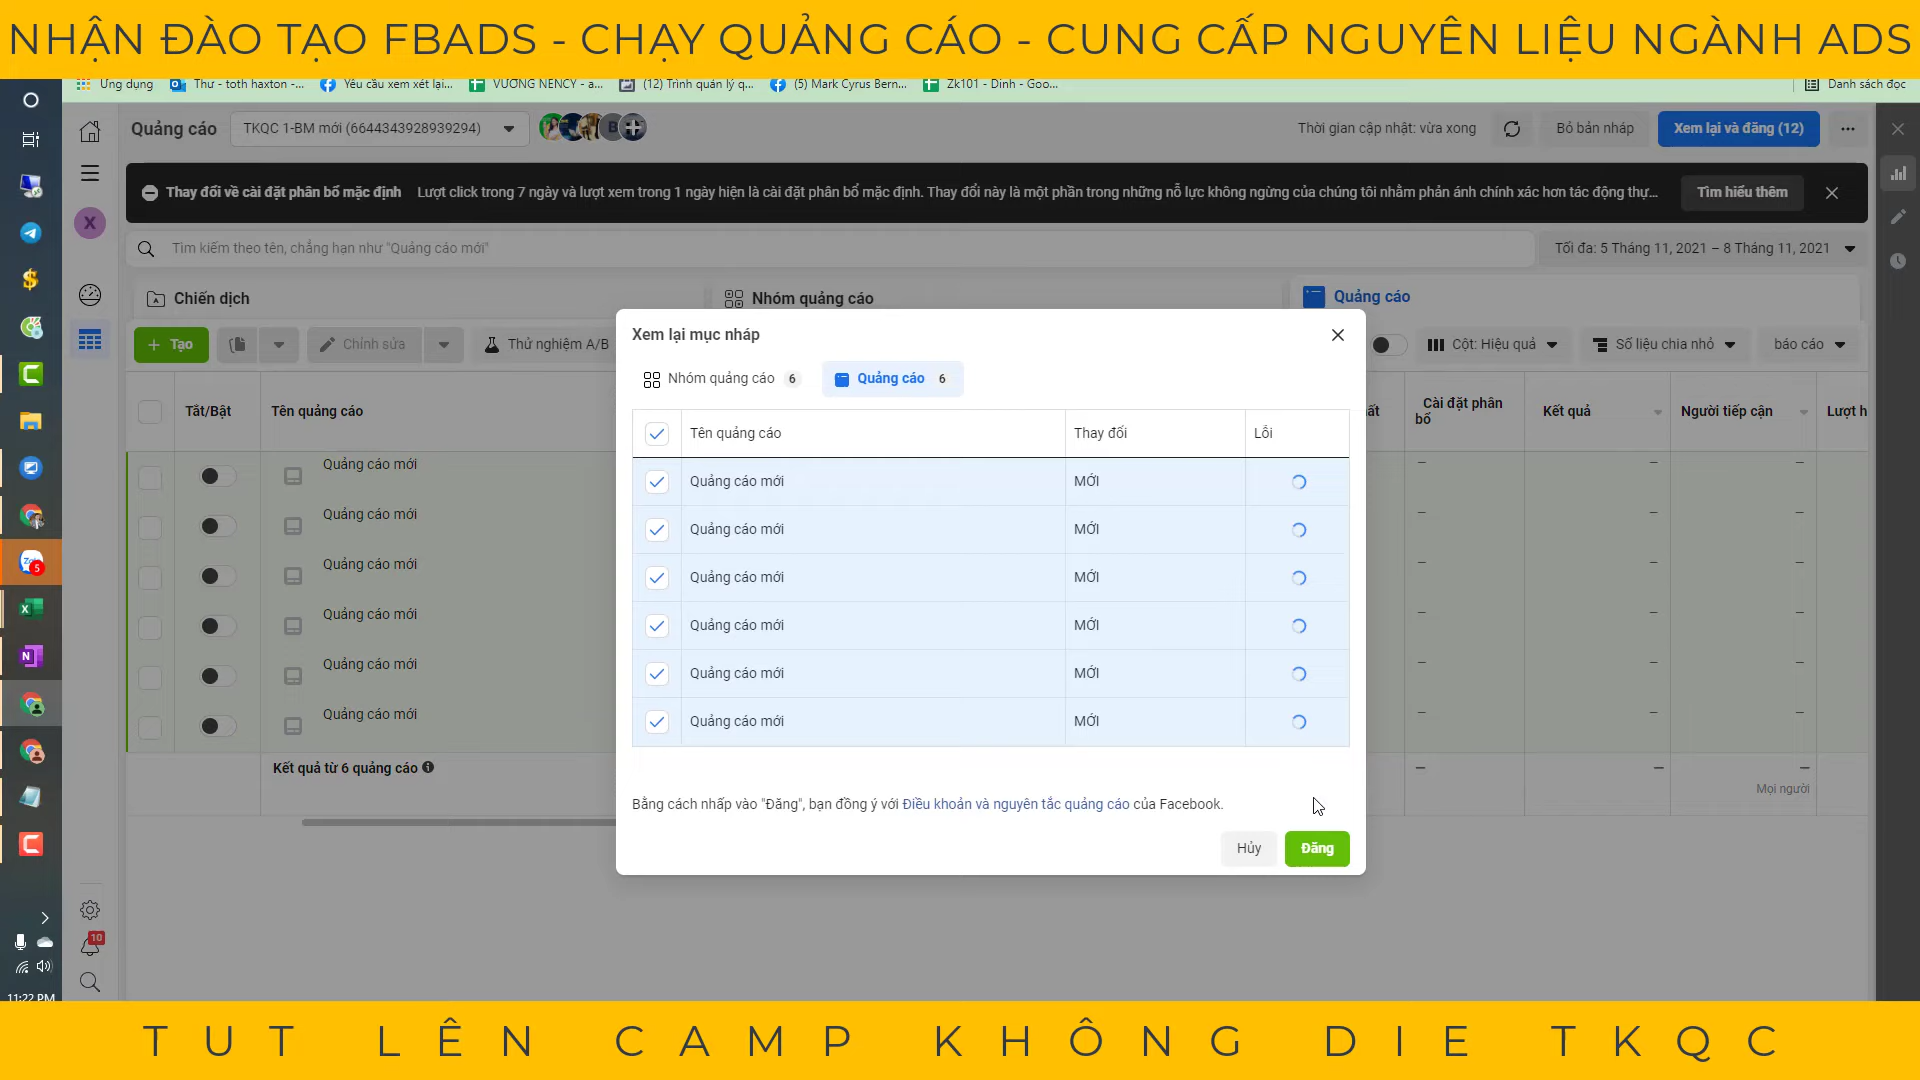 NHẬN ĐÀO TẠO FBADS - CHẠY QUẢNG CÁO - CUNG CẤP NGUYÊN LIỆU NGÀNH ADS
Ứng dụng
Thư - toth haxton -...
Yêu cầu xem xét lại...
VƯƠNG NENCY - a...
(12) Trình quản lý q...
(5) Mark Cyrus Bern...
Zk101 - Dinh - Goo...
Danh sách đọc
Quảng cáo
TKQC 1-BM mới (6644343928939294)
B
Thời gian cập nhật: vừa xong
Bỏ bản nháp
Xem lại và đăng (12)
Thay đổi về cài đặt phân bổ mặc định
Lượt click trong 7 ngày và lượt xem trong 1 ngày hiện là cài đặt phân bổ mặc định. Thay đổi này là một phần trong những nỗ lực không ngừng của chúng tôi nhằm phản ánh chính xác hơn tác động thự...
Tìm hiểu thêm
X
Tìm kiếm theo tên, chẳng hạn như "Quảng cáo mới"
Tối đa: 5 Tháng 11, 2021 – 8 Tháng 11, 2021
Chiến dịch
Nhóm quảng cáo
Quảng cáo
+ Tạo
Chỉnh sửa
Thử nghiệm A/B
Cột: Hiệu quả
Số liệu chia nhỏ
báo cáo
Tắt/Bật
Tên quảng cáo
ất
Cài đặt phân bổ
Kết quả
Người tiếp cận
Lượt h
Quảng cáo mới
Quảng cáo mới
Quảng cáo mới
Quảng cáo mới
Quảng cáo mới
Quảng cáo mới
Kết quả từ 6 quảng cáo
Mọi người
Xem lại mục nháp
Nhóm quảng cáo 6
Quảng cáo 6
Tên quảng cáo
Thay đổi
Lỗi
Quảng cáo mới MỚI
Quảng cáo mới MỚI
Quảng cáo mới MỚI
Quảng cáo mới MỚI
Quảng cáo mới MỚI
Quảng cáo mới MỚI
Bằng cách nhấp vào "Đăng", bạn đồng ý với Điều khoản và nguyên tắc quảng cáo của Facebook.
Hủy
Đăng
5
10
11:22 PM
TUT LÊN CAMP KHÔNG DIE TKQC